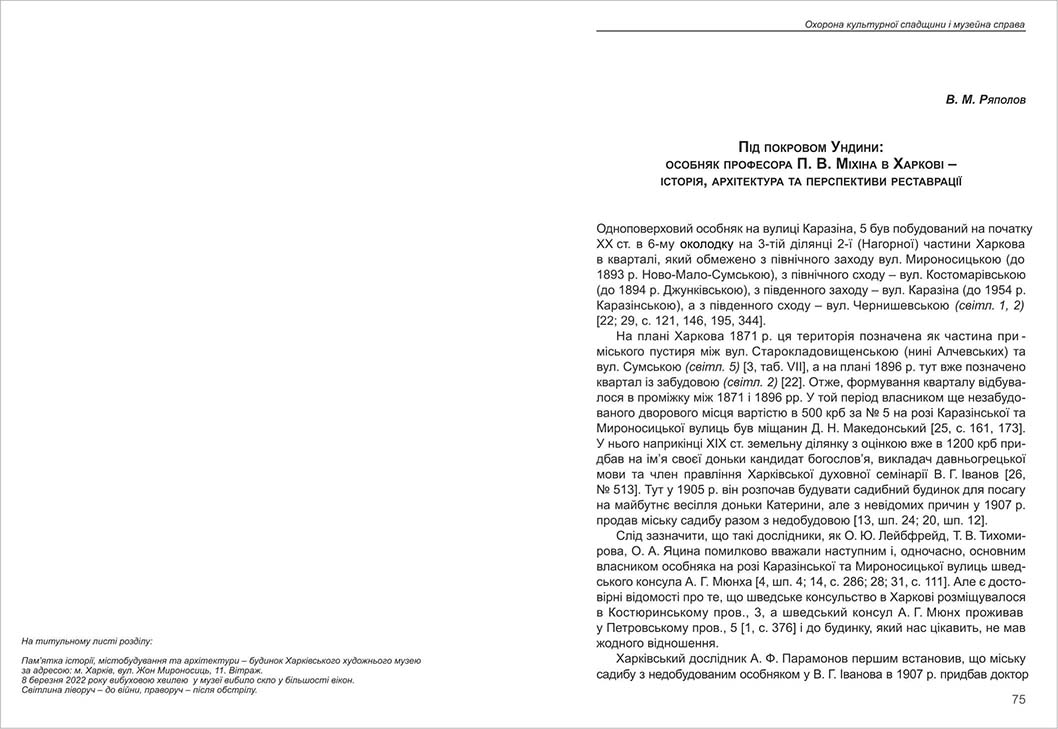 На титульному листі розділу:
Пам'ятка історії, містобудування та архітектури – будинок Харківського художнього музею
за адресою: м. Харків, вул. Жон Мироносиць, 11. Вітраж.
8 березня 2022 року вибуховою хвилею у музеї вибило скло у більшості вікон.
Світлина ліворуч – до війни, праворуч – після обстрілу.
Охорона культурної спадщини і музейна справа
В. М. Ряполов
Під покровом Ундини:
особняк професора П. В. Міхіна в Харкові –
історія, архітектура та перспективи реставрації
Одноповерховий особняк на вулиці Каразіна, 5 був побудований на початку
ХХ ст. в 6-му околодку на 3-тій ділянці 2-ї (Нагорної) частини Харкова
в кварталі, який обмежено з північного заходу вул. Мироносицькою (до
1893 р. Ново-Мало-Сумською), з північного сходу – вул. Костомарівською
(до 1894 р. Джунківською), з південного заходу – вул. Каразіна (до 1954 р.
Каразінською), а з південного сходу – вул. Чернишевською (світл. 1, 2)
[22; 29, с. 121, 146, 195, 344].
На плані Харкова 1871 р. ця територія позначена як частина при-
міського пустиря між вул. Старокладовищенською (нині Алчевських) та
вул. Сумською (світл. 5) [3, таб. VII], а на плані 1896 р. тут вже позначено
квартал із забудовою (світл. 2) [22]. Отже, формування кварталу відбува-
лося в проміжку між 1871 і 1896 рр. У той період власником ще незабудо-
ваного дворового місця вартістю в 500 крб за № 5 на розі Каразінської та
Мироносицької вулиць був міщанин Д. Н. Македонський [25, с. 161, 173].
У нього наприкінці ХІХ ст. земельну ділянку з оцінкою вже в 1200 крб при-
дбав на ім'я своєї доньки кандидат богослов'я, викладач давньогрецької
мови та член правління Харківської духовної семінарії В. Г. Іванов [26,
№ 513]. Тут у 1905 р. він розпочав будувати садибний будинок для посагу
на майбутнє весілля доньки Катерини, але з невідомих причин у 1907 р.
продав міську садибу разом з недобудовою [13, шп. 24; 20, шп. 12].
Слід зазначити, що такі дослідники, як О. Ю. Лейбфрейд, Т. В. Тихоми-
рова, О. А. Яцина помилково вважали наступним і, одночасно, основним
власником особняка на розі Каразінської та Мироносицької вулиць швед-
ського консула А. Г. Мюнха [4, шп. 4; 14, с. 286; 28; 31, с. 111]. Але є досто-
вірні відомості про те, що шведське консульство в Харкові розміщувалося
в Костюринському пров., 3, а шведський консул А. Г. Мюнх проживав
у Петровському пров., 5 [1, с. 376] і до будинку, який нас цікавить, не мав
жодного відношення.
Харківський дослідник А. Ф. Парамонов першим встановив, що міську
садибу з недобудованим особняком у В. Г. Іванова в 1907 р. придбав доктор
75